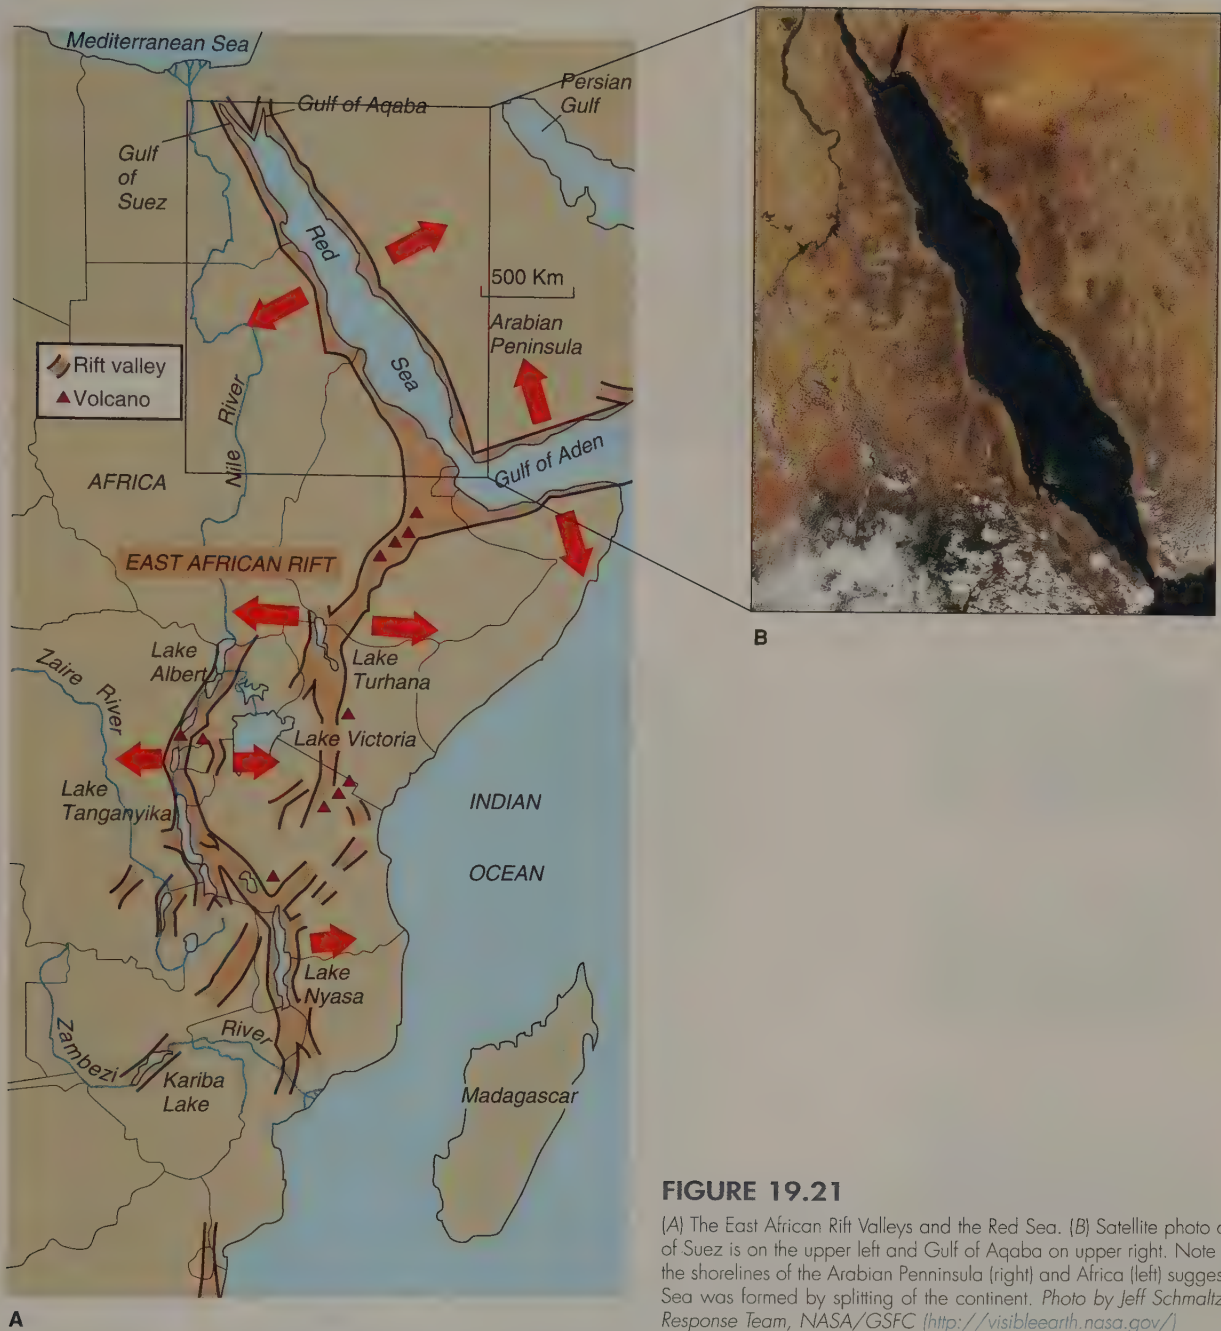 Mediterranean Sea
Gulf of Aqaba
Persian
Gulf
Gulf
of
Suez
Red
Sea
500 Km
Arabian
Peninsula
Rift valley
Volcano
Nile River
AFRICA
Gulf of Aden
EAST AFRICAN RIFT
Lake
Albert
Lake
Turhana
Zaire River
Lake Victoria
Lake
Tanganyika
INDIAN
OCEAN
Lake
Nyasa
Zambezi River
Kariba
Lake
Madagascar
A
B
FIGURE 19.21
(A) The East African Rift Valleys and the Red Sea. (B) Satellite photo
of Suez is on the upper left and Gulf of Aqaba on upper right. Note
the shorelines of the Arabian Penninsula (right) and Africa (left)
Sea was formed by splitting of the continent. Photo by Jeff
Response Team, NASA/GSFC (http://visibleearth.nasa.gov/)